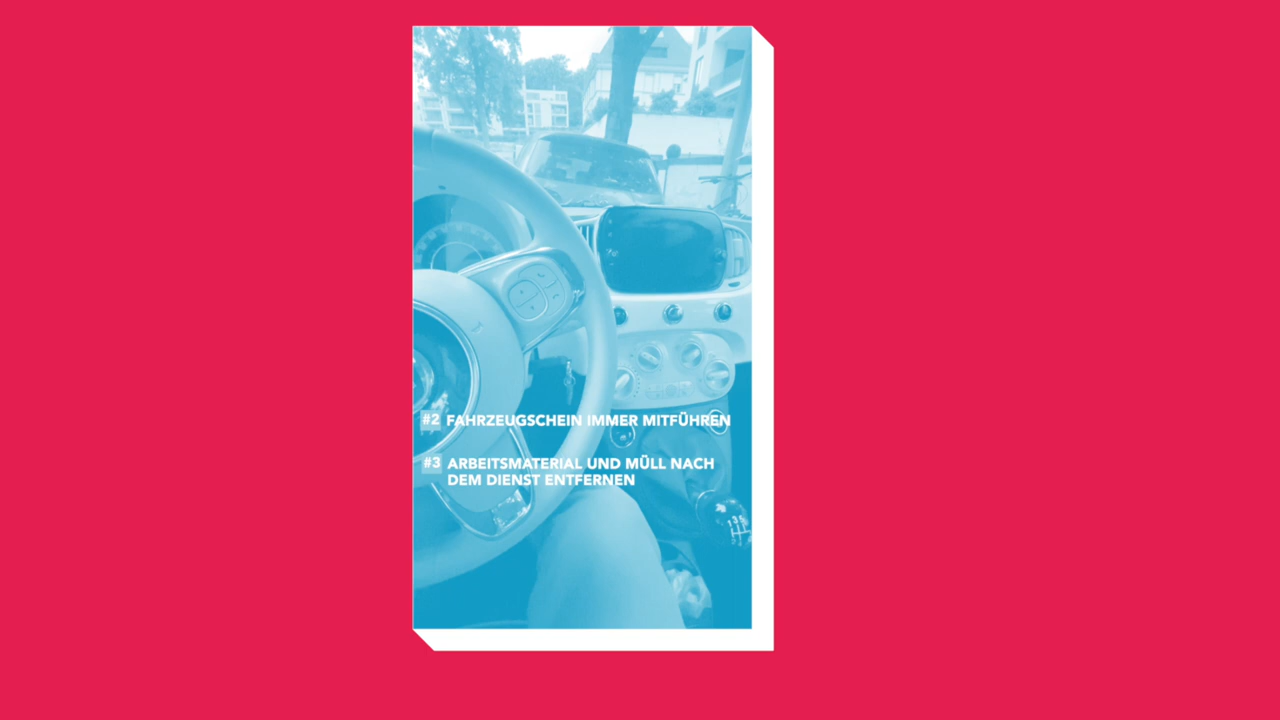 #2 FAHRZEUGSCHEIN IMMER MITFÜHREN
#3 ARBEITSMATERIAL UND MÜLL NACH
DEM DIENST ENTFERNEN